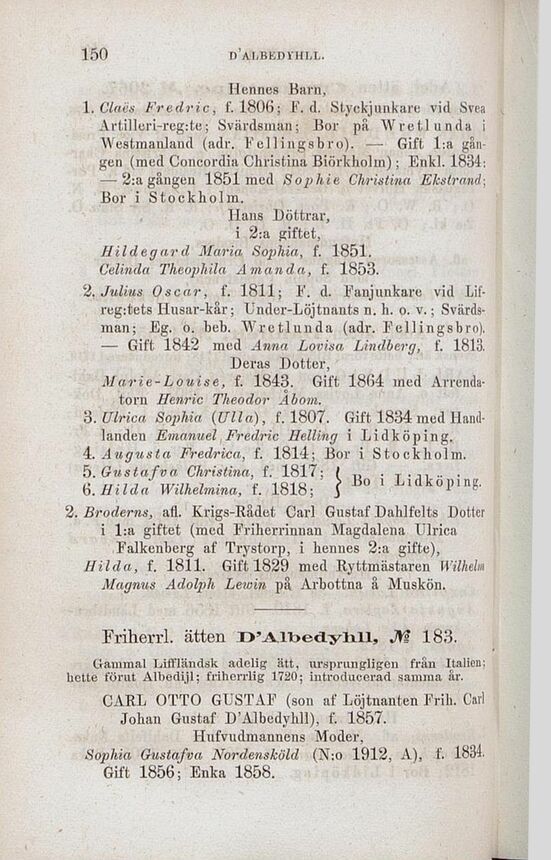 150
D'ALBEDYHLL.
Hennes Barn,
1. Claës Fredric, f. 1806; F. d. Styckjunkare vid Svea
Artilleri-reg:te; Svärdsman; Bor på Wretlunda i
Westmanland (adr. Fellingsbro). — Gift 1:a gån-
gen (med Concordia Christina Biörkholm); Enkl. 1834;
— 2:a gången 1851 med Sophie Christina Ekstrand;
Bor i Stockholm.
Hans Döttrar,
i 2:a giftet,
Hildegard Maria Sophia, f. 1851.
Celinda Theophila Amanda, f. 1853.
2. Julius Oscar, f. 1811; F. d. Fanjunkare vid Lif-
reg:tets Husar-kår; Under-Löjtnants n. h. o. v.; Svärds-
man; Eg. o. beb. Wretlunda (adr. Fellingsbro).
— Gift 1842 med Anna Lovisa Lindberg, f. 1813.
Deras Dotter,
Marie-Louise, f. 1843. Gift 1864 med Arrenda-
torn Henric Theodor Åbom.
3. Ulrica Sophia (Ulla), f. 1807. Gift 1834 med Hand-
landen Emanuel Fredric Helling i Lidköping.
4. Augusta Fredrica, f. 1814; Bor i Stockholm.
5. Gustafva Christina, f. 1817;
6. Hilda Wilhelmina, f. 1818; } Bo i Lidköping.
2. Broderns, afl. Krigs-Rådet Carl Gustaf Dahlfelts Dotter
i 1:a giftet (med Friherrinnan Magdalena Ulrica
Falkenberg af Trystorp, i hennes 2:a gifte),
Hilda, f. 1811. Gift 1829 med Ryttmästaren Wilhelm
Magnus Adolph Lewin på Arbottna å Muskön.
Friherrl. ätten D'Albedyhll, № 183.
Gammal Liffländsk adelig ätt, ursprungligen från Italien;
hette förut Albedijl; friherrlig 1720; introducerad samma år.
CARL OTTO GUSTAF (son af Löjtnanten Frih. Carl
Johan Gustaf D'Albedyhll), f. 1857.
Hufvudmannens Moder,
Sophia Gustafva Nordensköld (N:o 1912, A), f. 1834.
Gift 1856; Enka 1858.